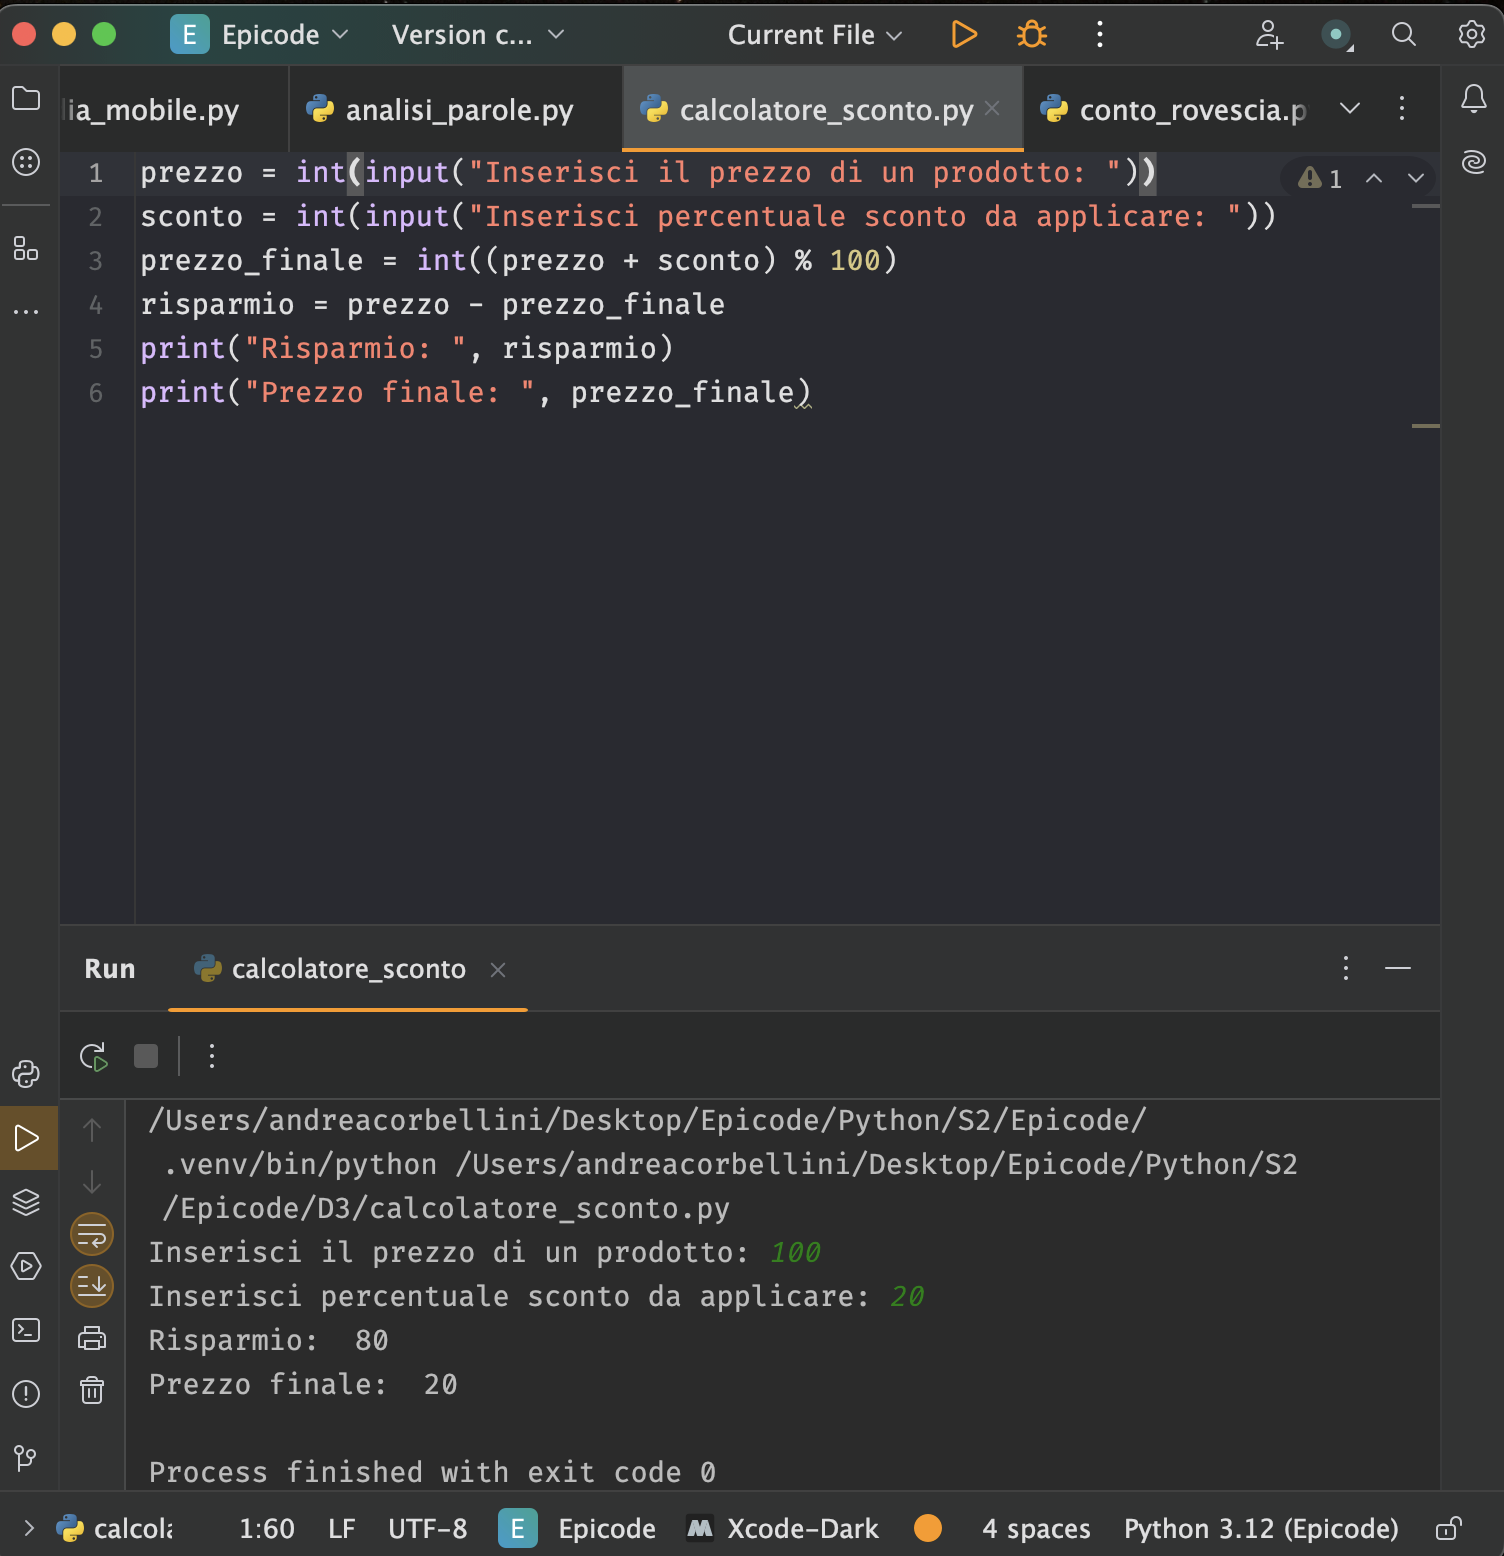 E Epicode Version c... Current File
lia_mobile.py analisi_parole.py calcolatore_sconto.py conto_rovescia.p
1 prezzo = int(input("Inserisci il prezzo di un prodotto: "))
1
2 sconto = int(input("Inserisci percentuale sconto da applicare: "))
3 prezzo_finale = int((prezzo + sconto) % 100)
4 risparmio = prezzo - prezzo_finale
5 print("Risparmio: ", risparmio)
6 print("Prezzo finale: ", prezzo_finale)
Run calcolatore_sconto
/Users/andreacorbellini/Desktop/Epicode/Python/S2/Epicode/
.venv/bin/python /Users/andreacorbellini/Desktop/Epicode/Python/S2
/Epicode/D3/calcolatore_sconto.py
Inserisci il prezzo di un prodotto: 100
Inserisci percentuale sconto da applicare: 20
Risparmio:  80
Prezzo finale:  20
Process finished with exit code 0
calcola 1:60 LF UTF-8 E Epicode Xcode-Dark 4 spaces Python 3.12 (Epicode)